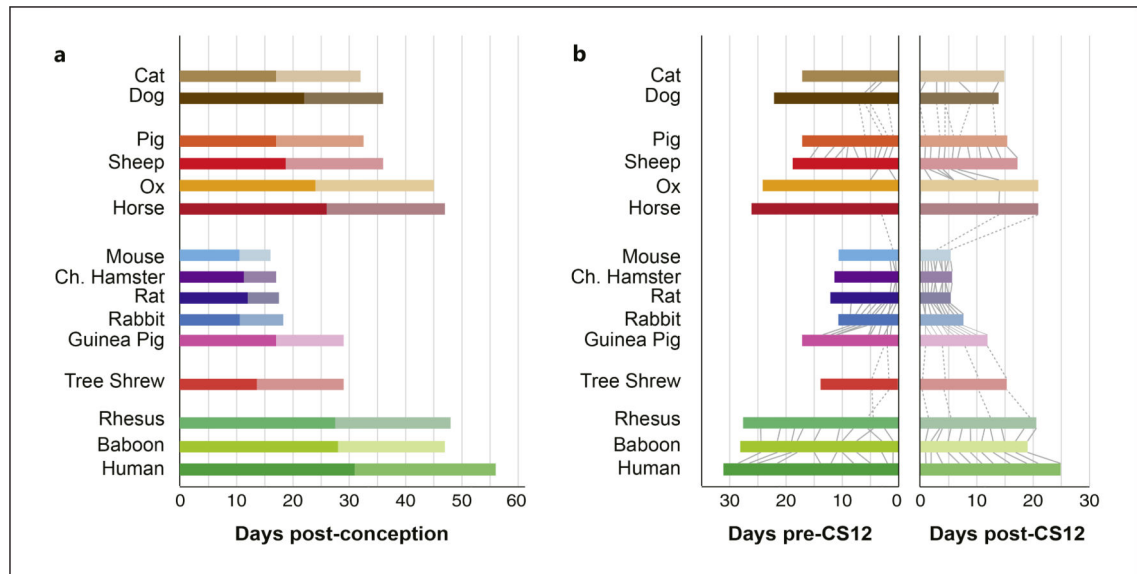 a
Cat
Dog
Pig
Sheep
Ox
Horse
Mouse
Ch. Hamster
Rat
Rabbit
Guinea Pig
Tree Shrew
Rhesus
Baboon
Human
0 10 20 30 40 50 60
Days post-conception
b
Cat
Dog
Pig
Sheep
Ox
Horse
Mouse
Ch. Hamster
Rat
Rabbit
Guinea Pig
Tree Shrew
Rhesus
Baboon
Human
30 20 10 0 0 10 20 30
Days pre-CS12 Days post-CS12